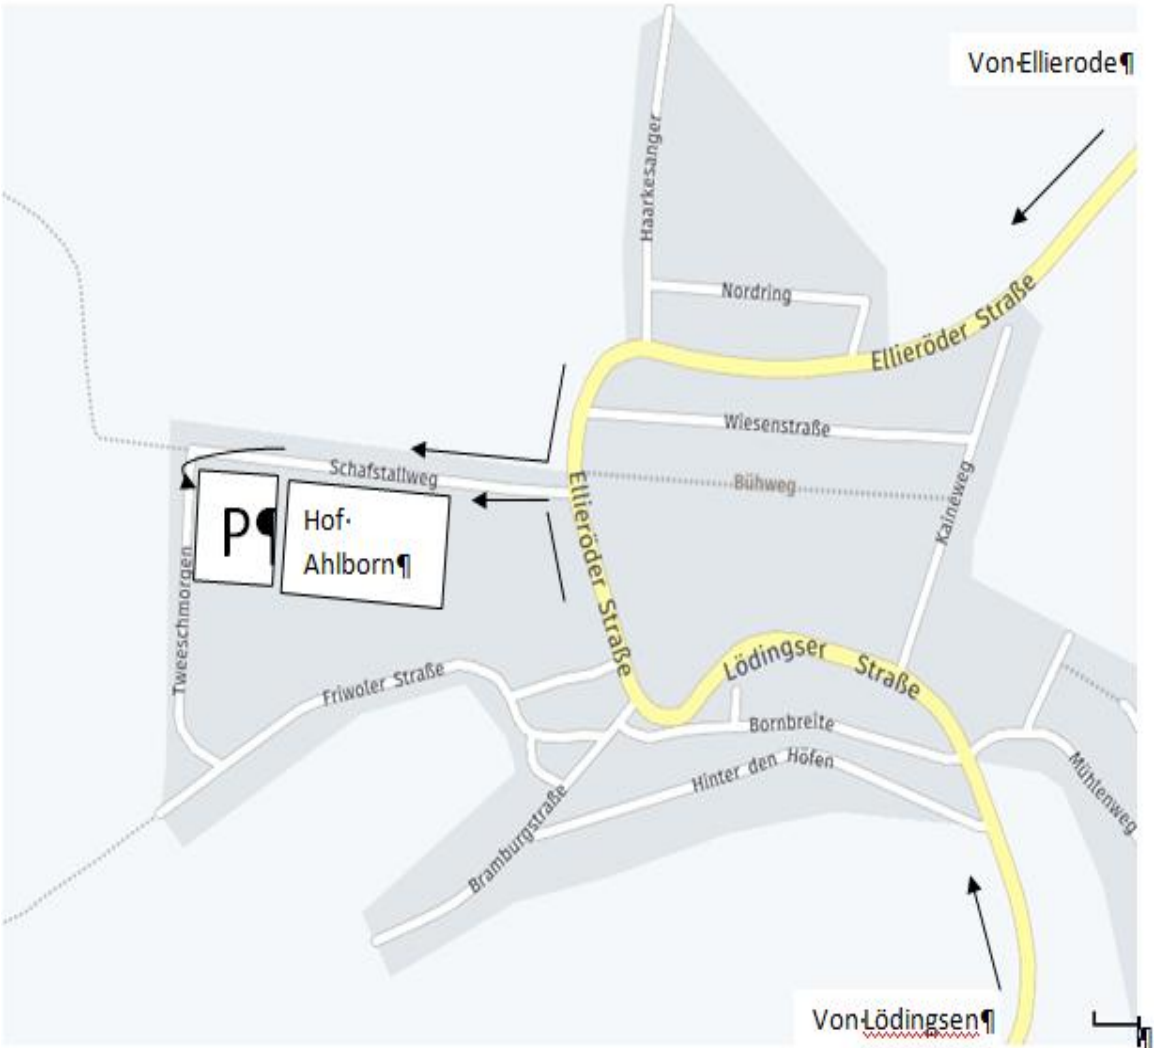 Von·Ellierode¶
Haarkesanger
Nordring
Ellieröder Straße
Wiesenstraße
Schafstallweg
Bühweg
Kaineweg
P¶
Hof·
Ahlborn¶
Ellieröder Straße
Tweeschmorgen
Friwoler Straße
Lödingser Straße
Bornbreite
Hinter den Höfen
Mühlenweg
Bramburgstraße
Von·Lödingsen¶
¶